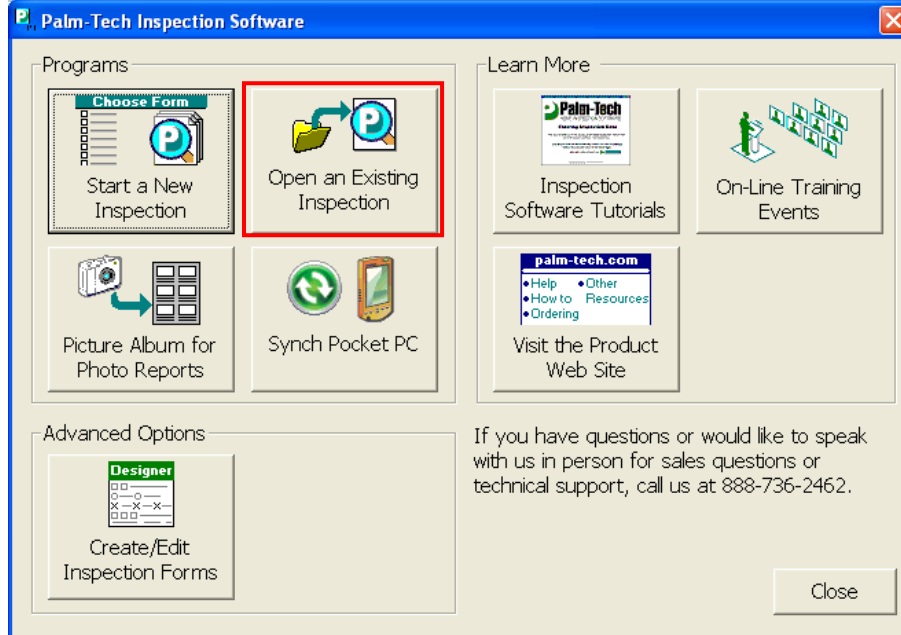 Palm-Tech Inspection Software
Programs
Choose Form
Start a New
Inspection
Open an Existing
Inspection
Picture Album for
Photo Reports
Synch Pocket PC
Learn More
Palm-Tech
Inspection
Software Tutorials
On-Line Training
Events
palm-tech.com
•Help •Other
•How to Resources
•Ordering
Visit the Product
Web Site
Advanced Options
Designer
Create/Edit
Inspection Forms
If you have questions or would like to speak
with us in person for sales questions or
technical support, call us at 888-736-2462.
Close